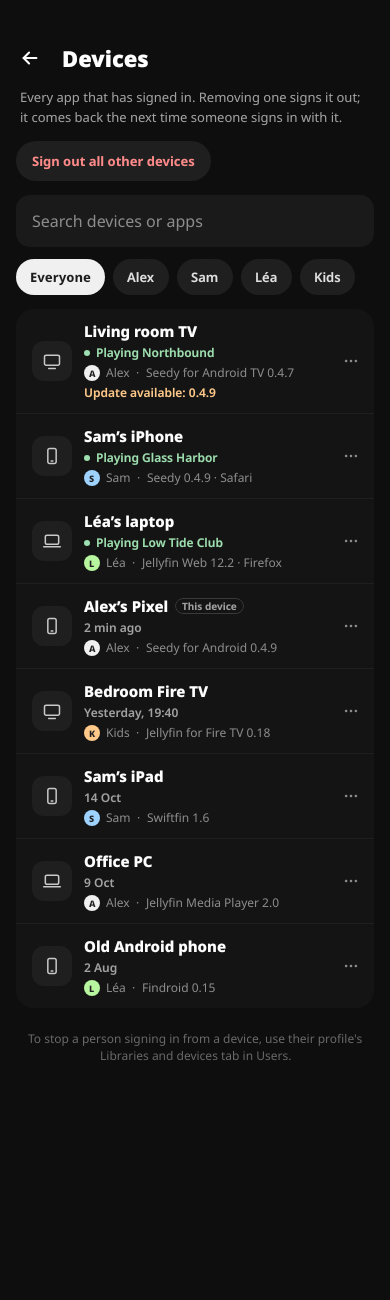 Devices
Every app that has signed in. Removing one signs it out;
it comes back the next time someone signs in with it.
Sign out all other devices
Search devices or apps
Everyone Alex Sam Léa Kids
Living room TV
Playing Northbound
A Alex · Seedy for Android TV 0.4.7
Update available: 0.4.9
Sam’s iPhone
Playing Glass Harbor
S Sam · Seedy 0.4.9 · Safari
Léa’s laptop
Playing Low Tide Club
L Léa · Jellyfin Web 12.2 · Firefox
Alex’s Pixel This device
2 min ago
A Alex · Seedy for Android 0.4.9
Bedroom Fire TV
Yesterday, 19:40
K Kids · Jellyfin for Fire TV 0.18
Sam’s iPad
14 Oct
S Sam · Swiftfin 1.6
Office PC
9 Oct
A Alex · Jellyfin Media Player 2.0
Old Android phone
2 Aug
L Léa · Findroid 0.15
To stop a person signing in from a device, use their profile's
Libraries and devices tab in Users.